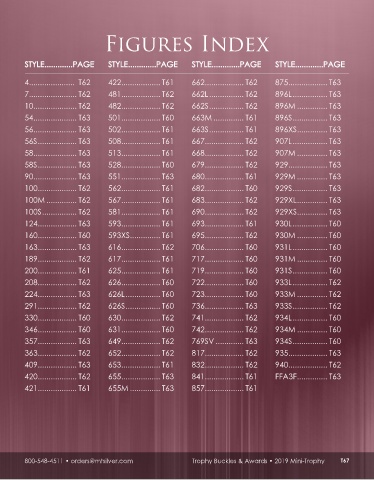 FIGURES INDEX
STYLE.............PAGE STYLE.............PAGE STYLE.............PAGE STYLE.............PAGE
4...................... T62 422.................. T61 662.................. T62 875.................. T63
7...................... T62 481.................. T62 662L................ T62 896L................ T63
10.................... T62 482.................. T62 662S................ T62 896M .............. T63
54.................... T63 501.................. T60 663M .............. T61 896S................ T63
56.................... T63 502.................. T61 663S................ T61 896XS.............. T63
56S.................. T63 508.................. T61 667.................. T62 907L................ T63
58.................... T63 513.................. T61 668.................. T62 907M .............. T63
58S.................. T63 528.................. T60 679.................. T62 929.................. T63
90.................... T63 551.................. T63 680.................. T61 929M .............. T63
100.................. T62 562.................. T61 682.................. T60 929S................ T63
100M .............. T62 567.................. T61 683.................. T62 929XL.............. T63
100S................ T62 581.................. T61 690.................. T62 929XS.............. T63
124.................. T63 593.................. T61 693.................. T61 930L................ T60
160.................. T60 593XS.............. T61 695.................. T62 930M .............. T60
163.................. T63 616.................. T62 706.................. T60 931L................ T60
189.................. T62 617.................. T61 717.................. T60 931M .............. T60
200.................. T61 625.................. T61 719.................. T60 931S................ T60
208.................. T62 626.................. T60 722.................. T60 933L................ T62
224.................. T63 626L................ T60 723.................. T60 933M .............. T62
291.................. T62 626S................ T60 736.................. T63 933S................ T62
330.................. T60 630.................. T62 741.................. T62 934L................ T60
346.................. T60 631.................. T60 742.................. T62 934M .............. T60
357.................. T63 649.................. T62 769SV ............. T63 934S................ T60
363.................. T62 652.................. T62 817.................. T62 935.................. T63
409.................. T63 653.................. T61 832.................. T62 940.................. T62
420.................. T62 655.................. T63 841.................. T61 FFA3F.............. T63
421.................. T61 655M .............. T63 857.................. T61
800-548-4511 • orders@mtsilver.com Trophy Buckles & Awards • 2019 Mini-Trophy T67